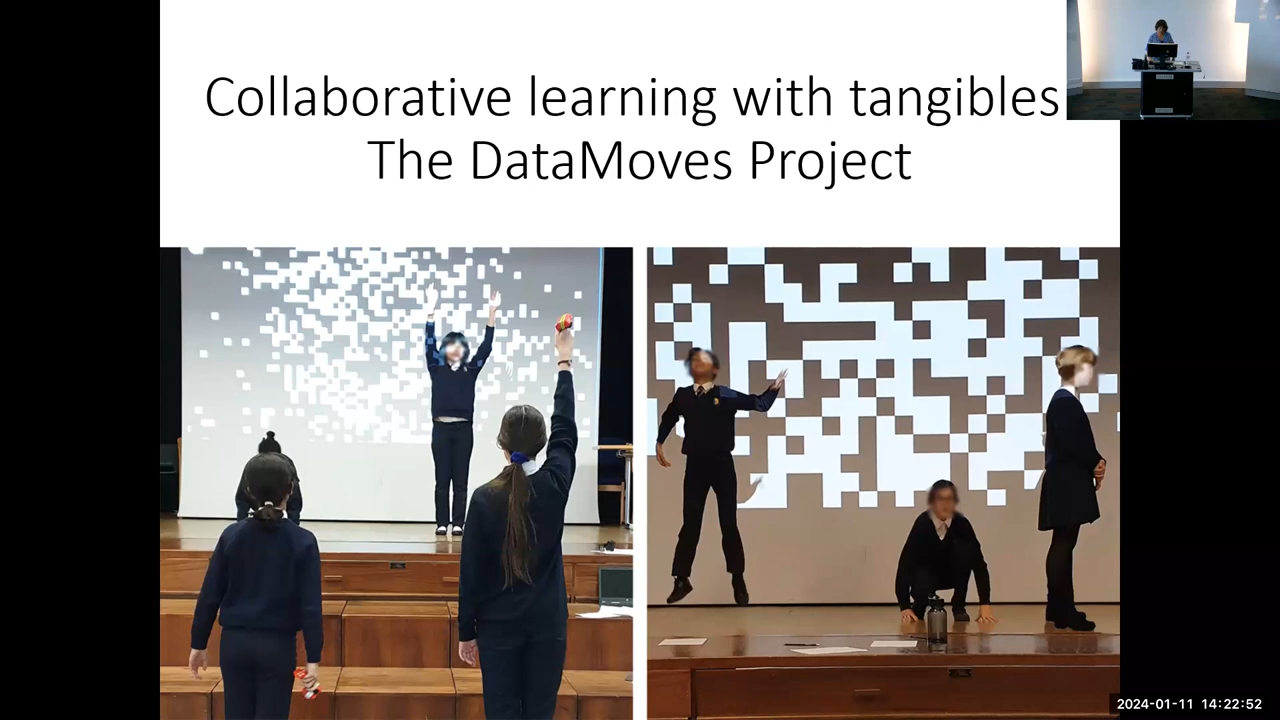 Collaborative learning with tangibles
The DataMoves Project
2024-01-11 14:22:52